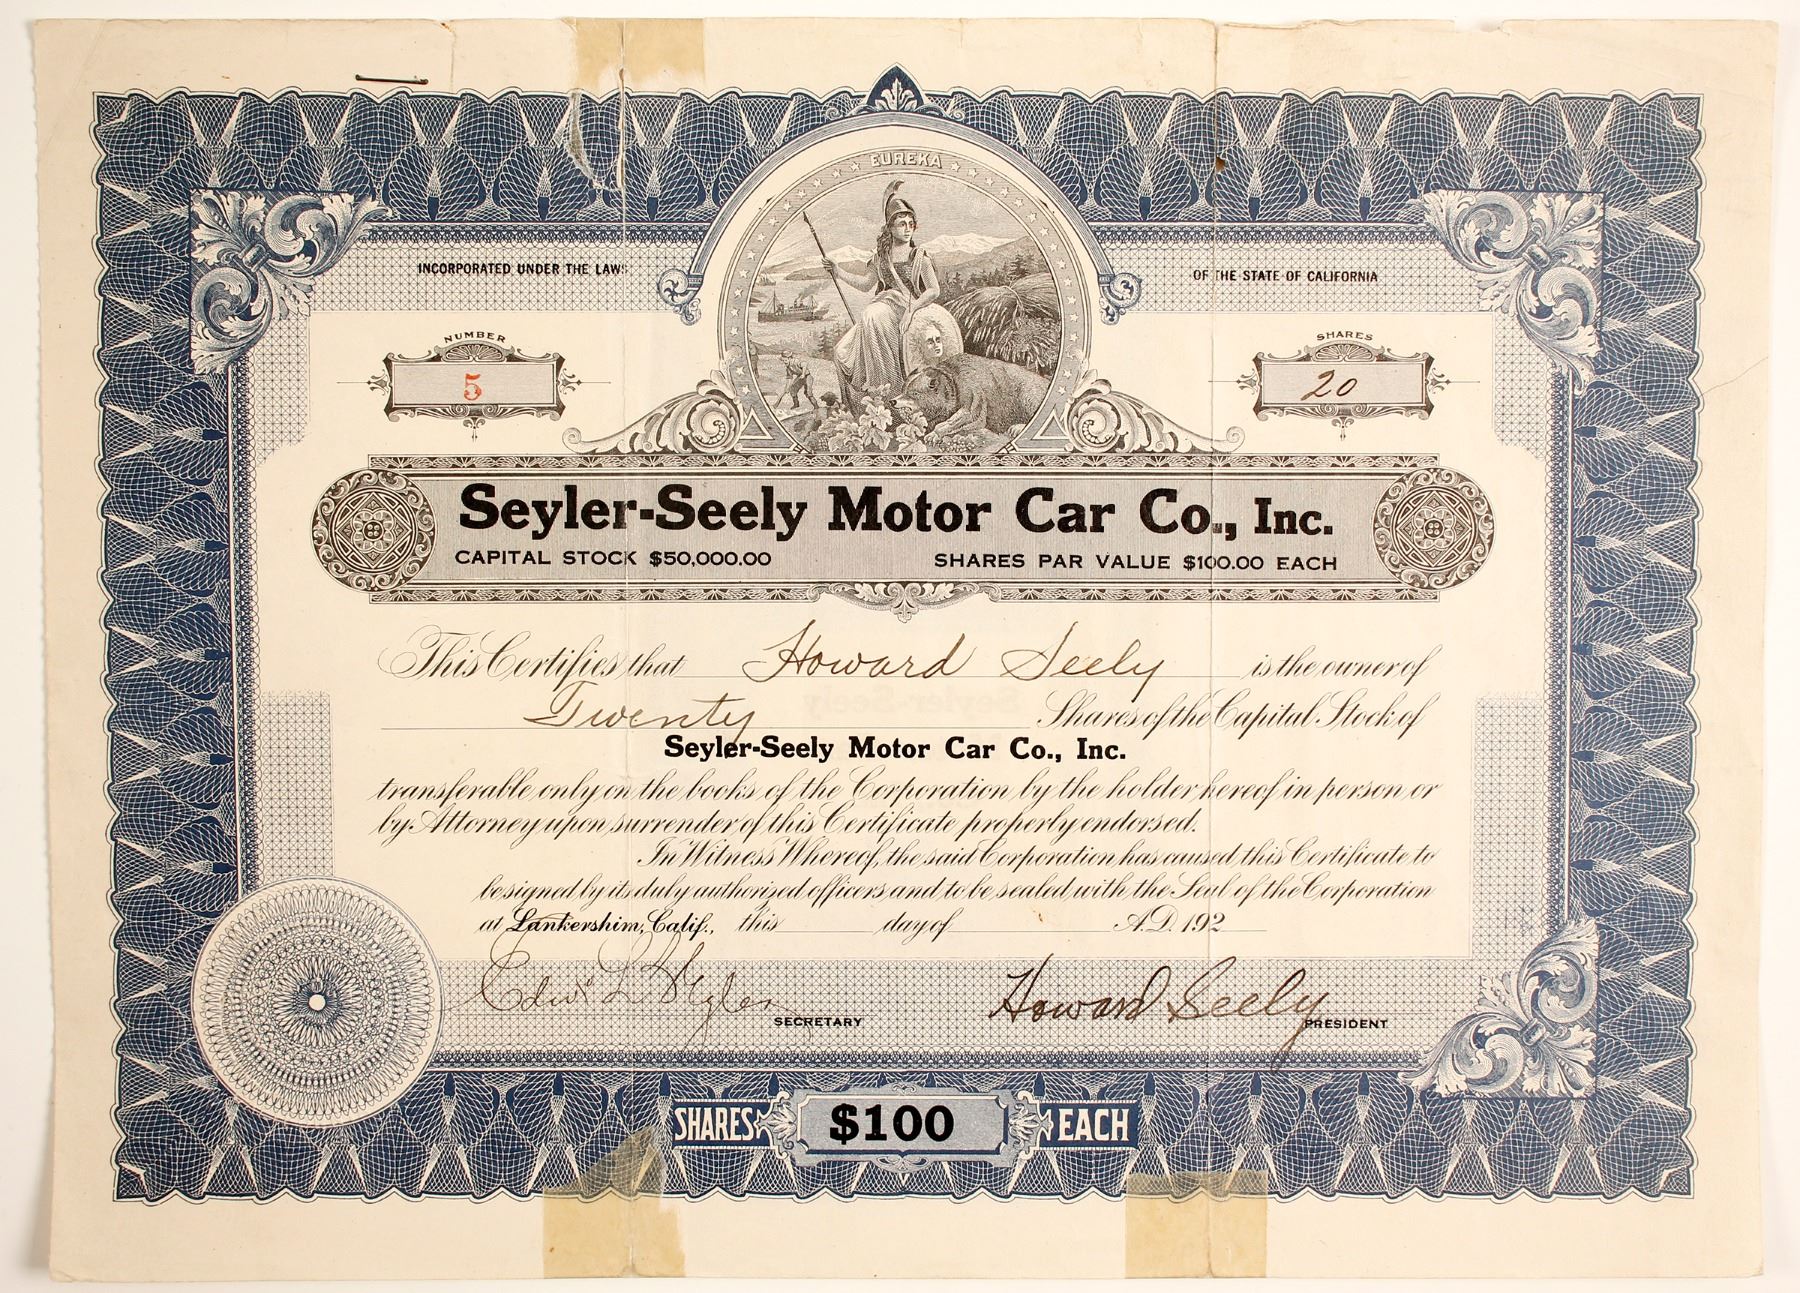 EUREKA
INCORPORATED UNDER THE LAWS
OF THE STATE OF CALIFORNIA
NUMBER
5
SHARES
20
Seyler-Seely Motor Car Co., Inc.
CAPITAL STOCK $50,000.00 SHARES PAR VALUE $100.00 EACH
This Certifies that Howard Seely is the owner of
Twenty Shares of the Capital Stock of
Seyler-Seely Motor Car Co., Inc.
transferable only on the books of the Corporation by the holder hereof in person or
by Attorney upon surrender of this Certificate properly endorsed.
In Witness Whereof, the said Corporation has caused this Certificate to
be signed by its duly authorized officers and to be sealed with the Seal of the Corporation
at Lankershim, Calif., this day of A.D. 192
Edw. L. Seyler SECRETARY
Howard Seely PRESIDENT
SHARES $100 EACH